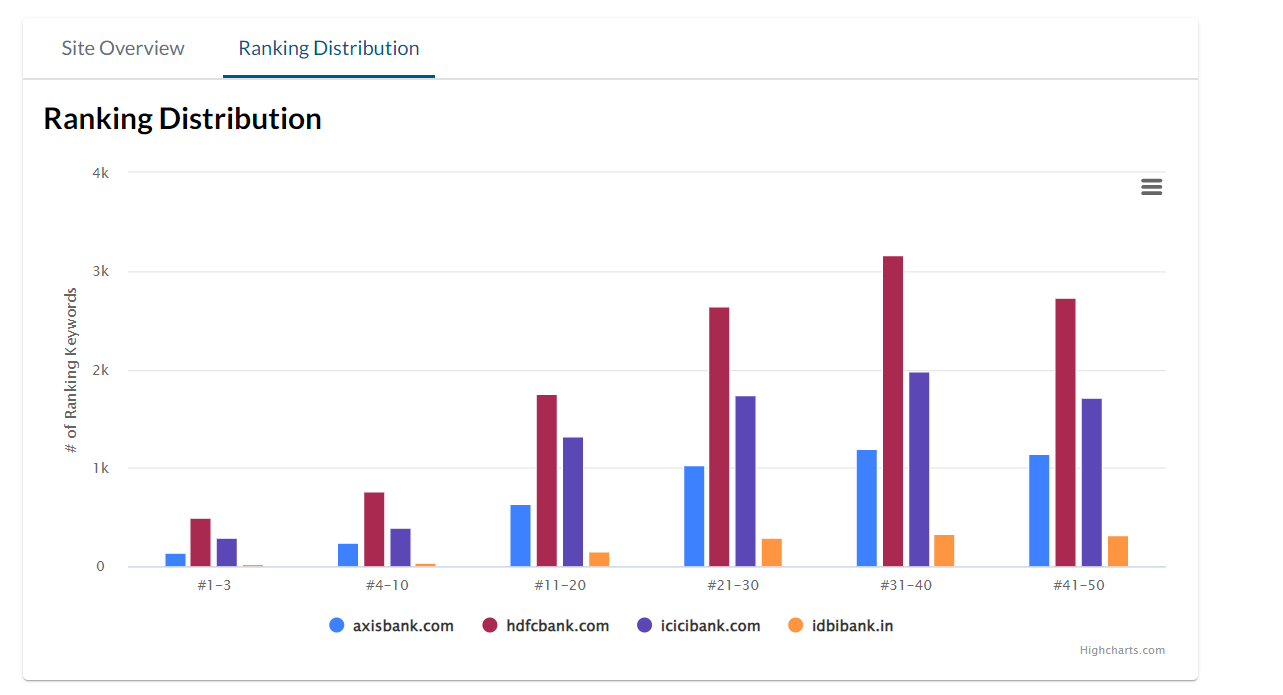 Site Overview Ranking Distribution
Ranking Distribution
# of Ranking Keywords
4k
3k
2k
1k
0
#1-3 #4-10 #11-20 #21-30 #31-40 #41-50
axisbank.com hdfcbank.com icicibank.com idbibank.in
Highcharts.com